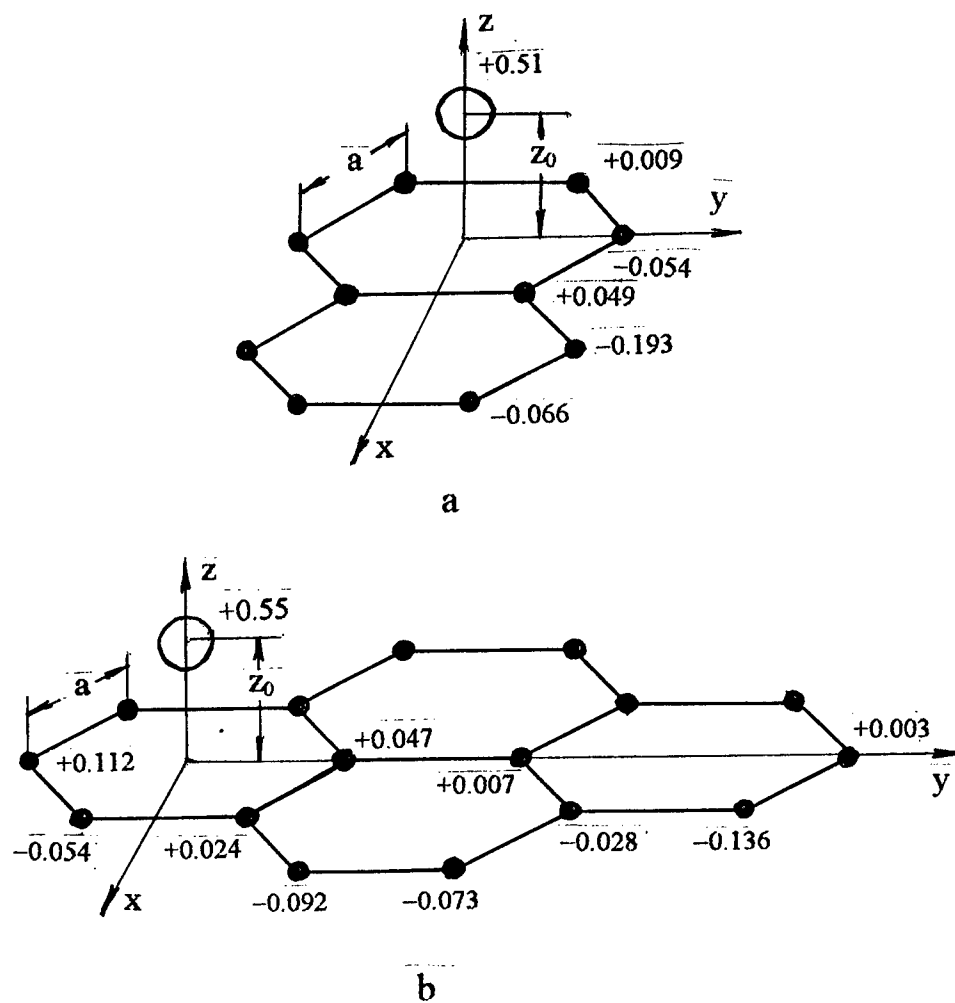 z
+0.51
a
z₀
+0.009
y
−0.054
+0.049
−0.193
−0.066
x
a
z
+0.55
a
z₀
+0.112
+0.047
+0.003
+0.007
y
−0.054
+0.024
−0.028
−0.136
x
−0.092
−0.073
b